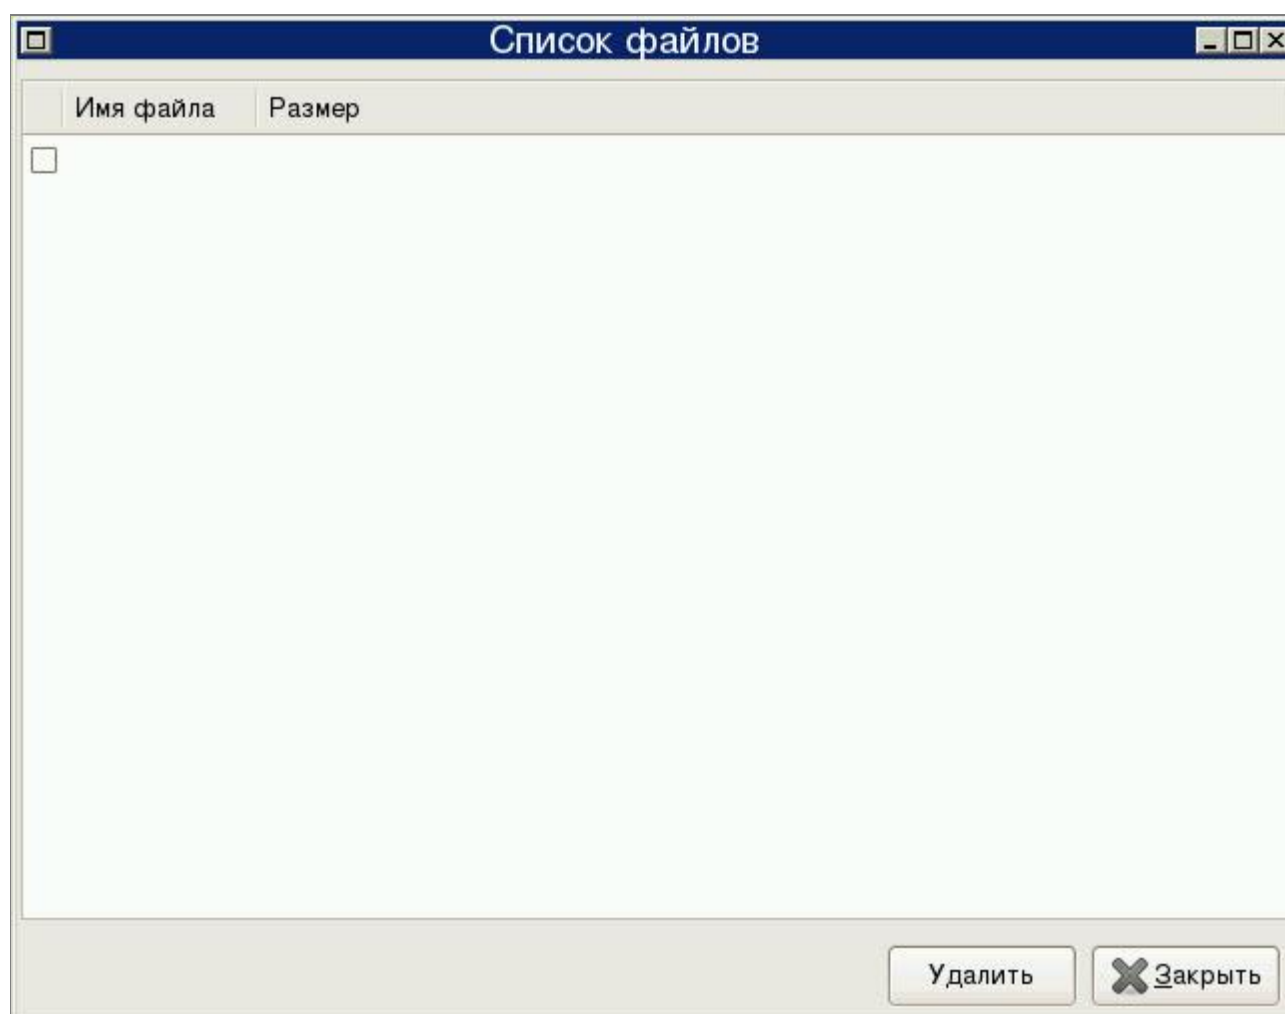 Список файлов
Имя файла Размер
Удалить Закрыть